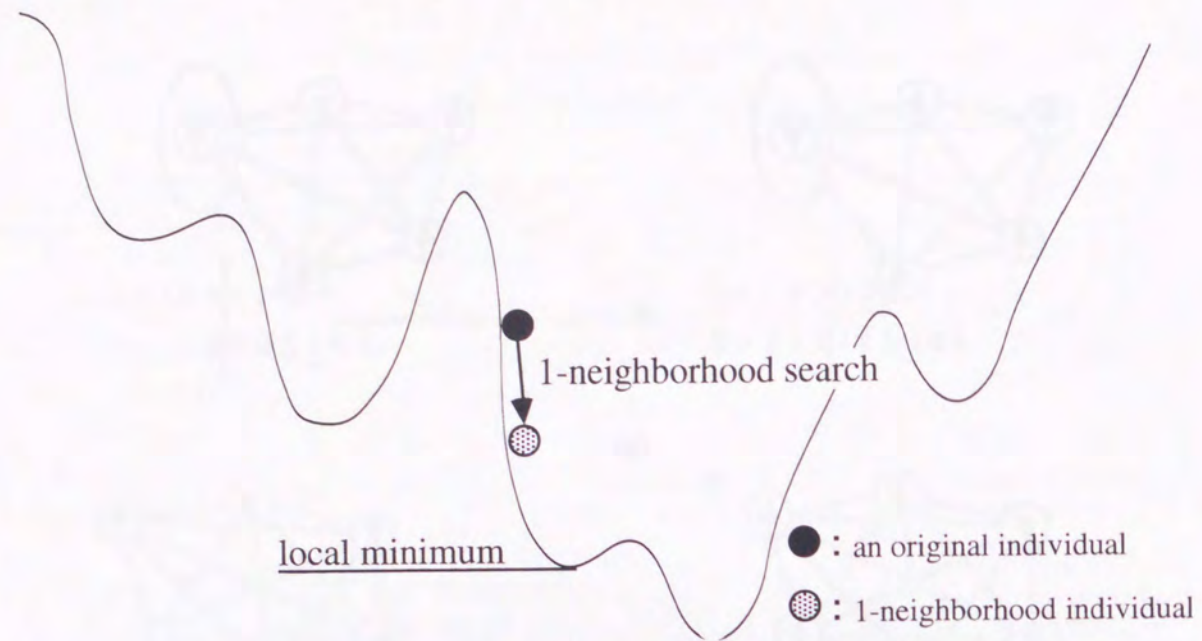 1-neighborhood search
local minimum
: an original individual
: 1-neighborhood individual